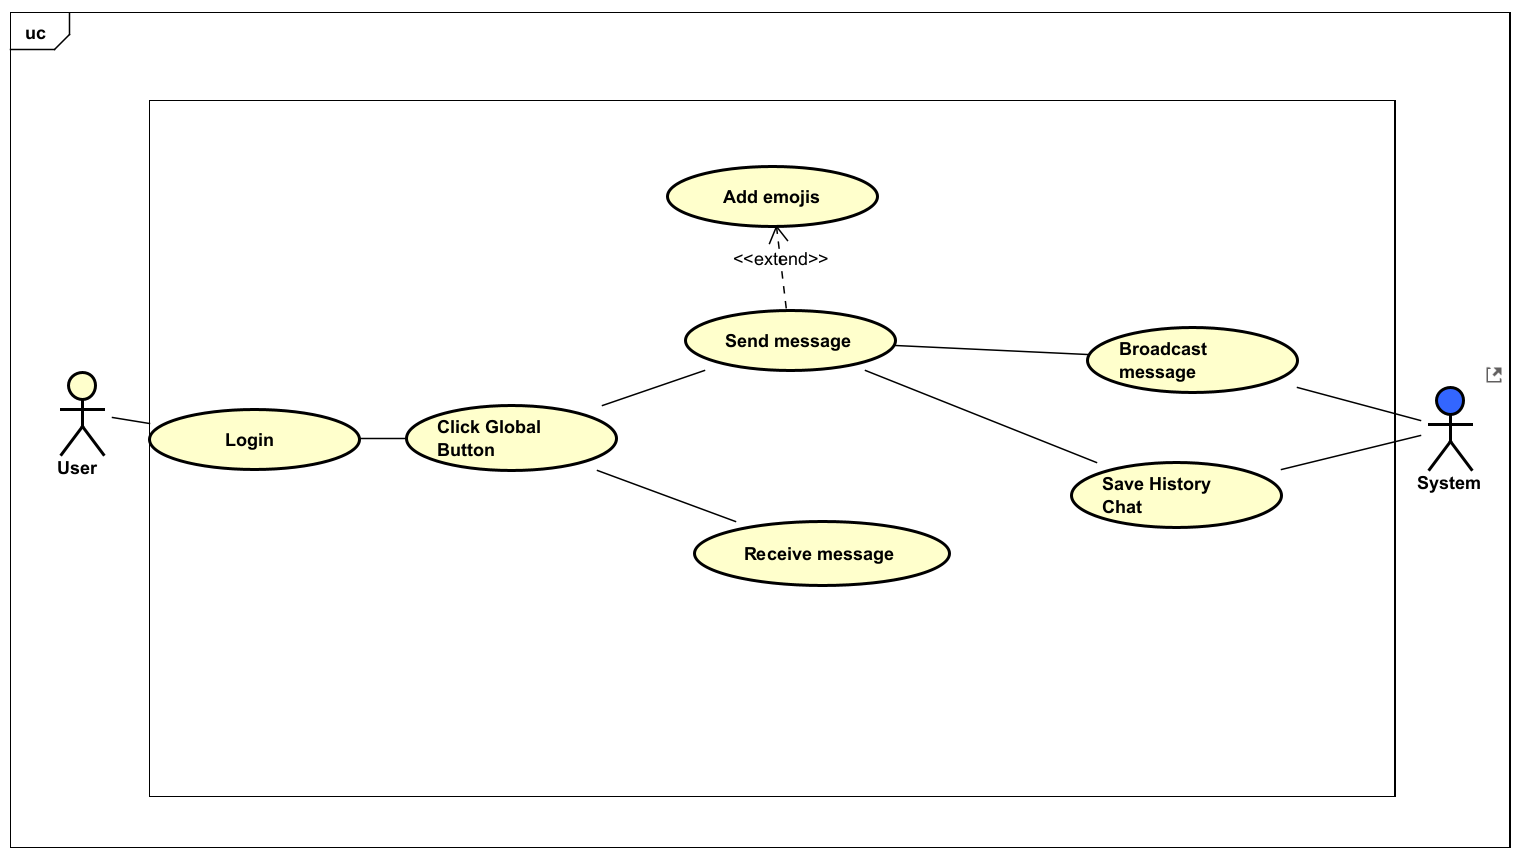 uc
Add emojis
<<extend>>
Send message
Broadcast
message
Click Global
Button
Login
User
System
Save History
Chat
Receive message